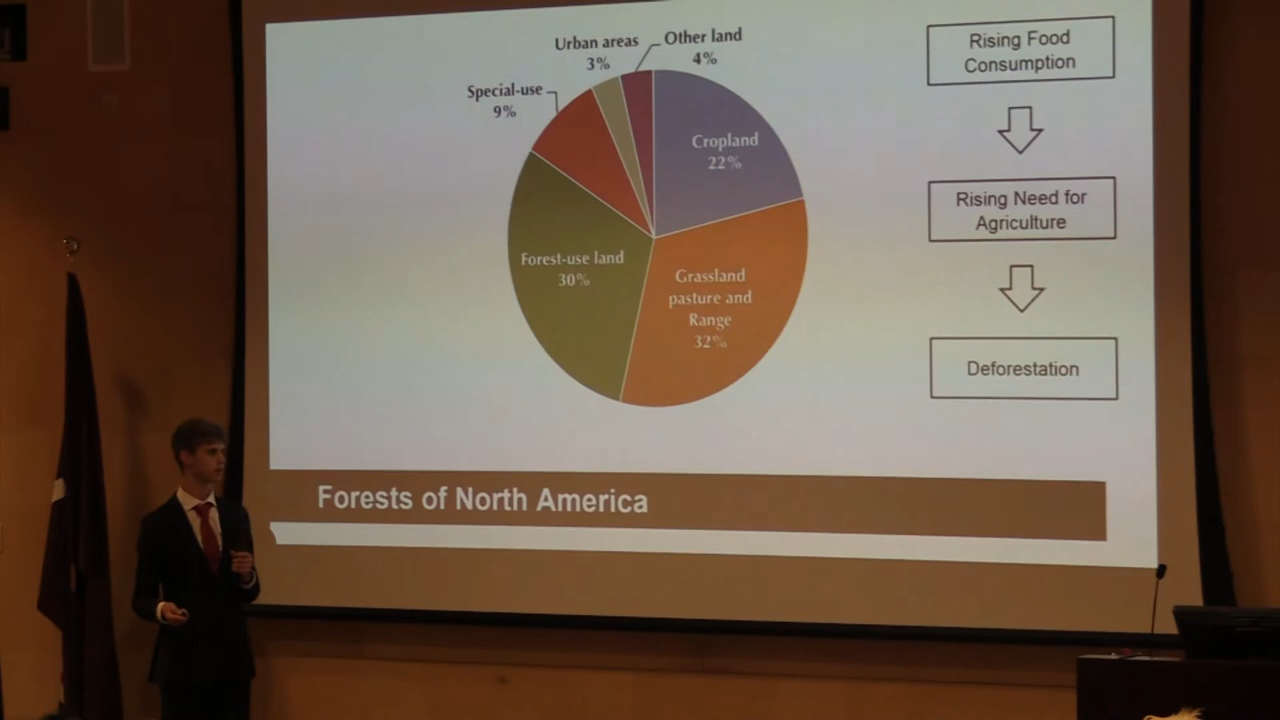 Urban areas
3%
Other land
4%
Special-use
9%
Cropland
22%
Forest-use land
30%
Grassland
pasture and
Range
32%
Rising Food
Consumption
Rising Need for
Agriculture
Deforestation
Forests of North America